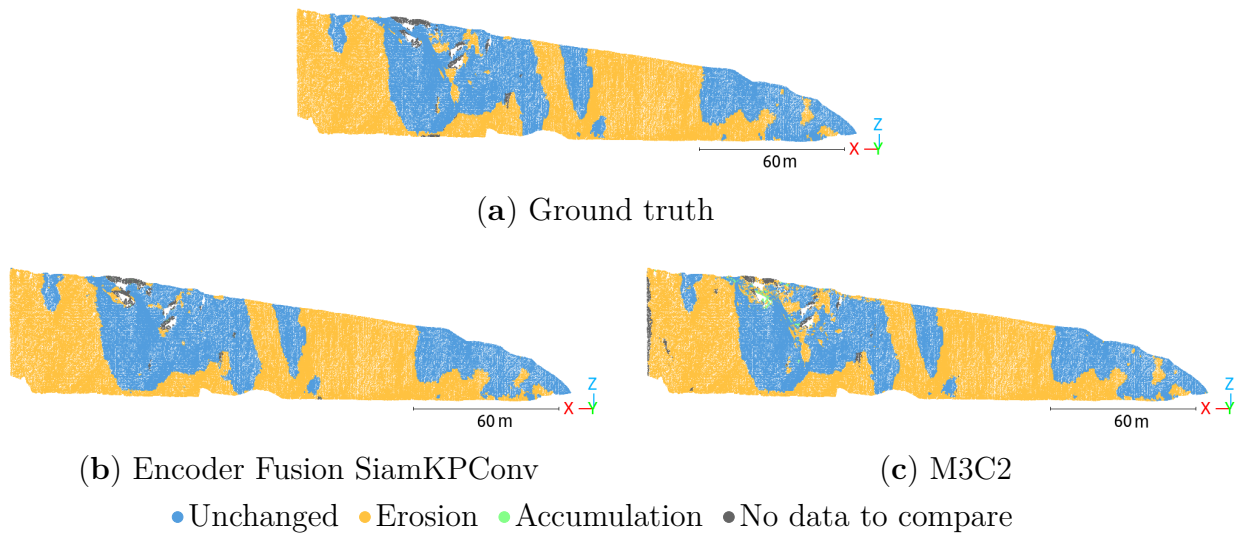 Z
X Y
60 m
(a) Ground truth
Z
X Y
60 m
Z
X Y
60 m
(b) Encoder Fusion SiamKPConv
(c) M3C2
Unchanged Erosion Accumulation No data to compare